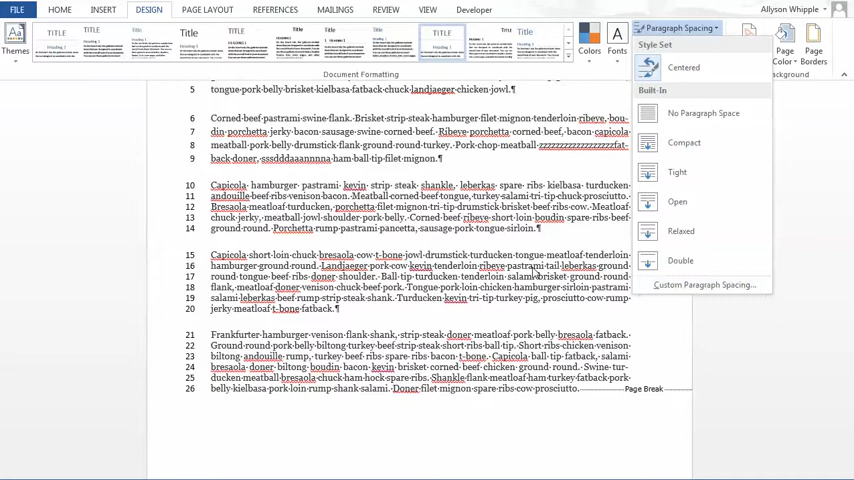 FILE HOME INSERT DESIGN PAGE LAYOUT REFERENCES MAILINGS REVIEW VIEW Developer Allyson Whipple
Themes TITLE Title Colors Fonts Paragraph Spacing Page Color Page Borders
Document Formatting
Style Set
Centered
Built-In
No Paragraph Space
Compact
Tight
Open
Relaxed
Double
Custom Paragraph Spacing...
5 tongue·pork·belly·brisket·kielbasa·fatback·chuck·landjaeger·chicken·jowl.¶
6 Corned·beef·pastrami·swine·flank.·Brisket·strip·steak·hamburger·filet·mignon·tenderloin·ribeye,·bou-
7 din·porchetta·jerky·bacon·sausage·swine·corned·beef.·Ribeye·porchetta·corned·beef,·bacon·capicola·
8 meatball·pork·belly·drumstick·flank·ground·round·turkey.·Pork·chop·meatball·zzzzzzzzzzzzzzzzzfat-
9 back·doner,·sssdddaaannnna·ham·ball·tip·filet·mignon.¶
10 Capicola·hamburger·pastrami·kevin·strip·steak·shankle,·leberkas·spare·ribs·kielbasa·turducken·
11 andouille·beef·ribs·venison·bacon.·Meatball·corned·beef·tongue,·turkey·salami·tri-tip·chuck·prosciutto.·
12 Bresaola·meatloaf·turducken,·porchetta·filet·mignon·tri-tip·drumstick·brisket·beef·ribs·cow.·Meatloaf·
13 chuck·jerky,·meatball·jowl·shoulder·pork·belly.·Corned·beef·ribeye·short·loin·boudin·spare·ribs·beef·
14 ground·round.·Porchetta·rump·pastrami·pancetta,·sausage·pork·tongue·sirloin.¶
15 Capicola·short·loin·chuck·bresaola·cow·t-bone·jowl·drumstick·turducken·tongue·meatloaf·tenderloin·
16 hamburger·ground·round.·Landjaeger·pork·cow·kevin·tenderloin·ribeye·pastrami·tail·leberkas·ground·
17 round·tongue·beef·ribs·doner·shoulder.·Ball·tip·turducken·tenderloin·salami·brisket·ground·round·
18 flank,·meatloaf·doner·venison·chuck·beef·pork.·Tongue·pork·loin·chicken·hamburger·sirloin·pork·
19 salami·leberkas·beef·rump·strip·steak·shank.·Turducken·kevin·tri-tip·turkey·pig,·prosciutto·cow·rump·
20 jerky·meatloaf·t-bone·fatback.¶
21 Frankfurter·hamburger·venison·flank·shank,·strip·steak·doner·meatloaf·pork·belly·bresaola·fatback.·
22 Ground·round·pork·belly·biltong·turkey·beef·strip·steak·short·ribs·ball·tip.·Short·ribs·chicken·venison·
23 biltong·andouille·rump,·turkey·beef·ribs·spare·ribs·bacon·t-bone.·Capicola·ball·tip·fatback,·salami·
24 bresaola·doner·biltong·boudin·bacon·kevin·brisket·corned·beef·chicken·ground·round.·Swine·tur-
25 ducken·meatball·bresaola·chuck·ham·hock·spare·ribs.·Shankle·flank·meatloaf·ham·turkey·fatback·pork·
26 belly·kielbasa·pork·loin·rump·shank·salami.·Doner·filet·mignon·spare·ribs·cow·prosciutto. Page Break